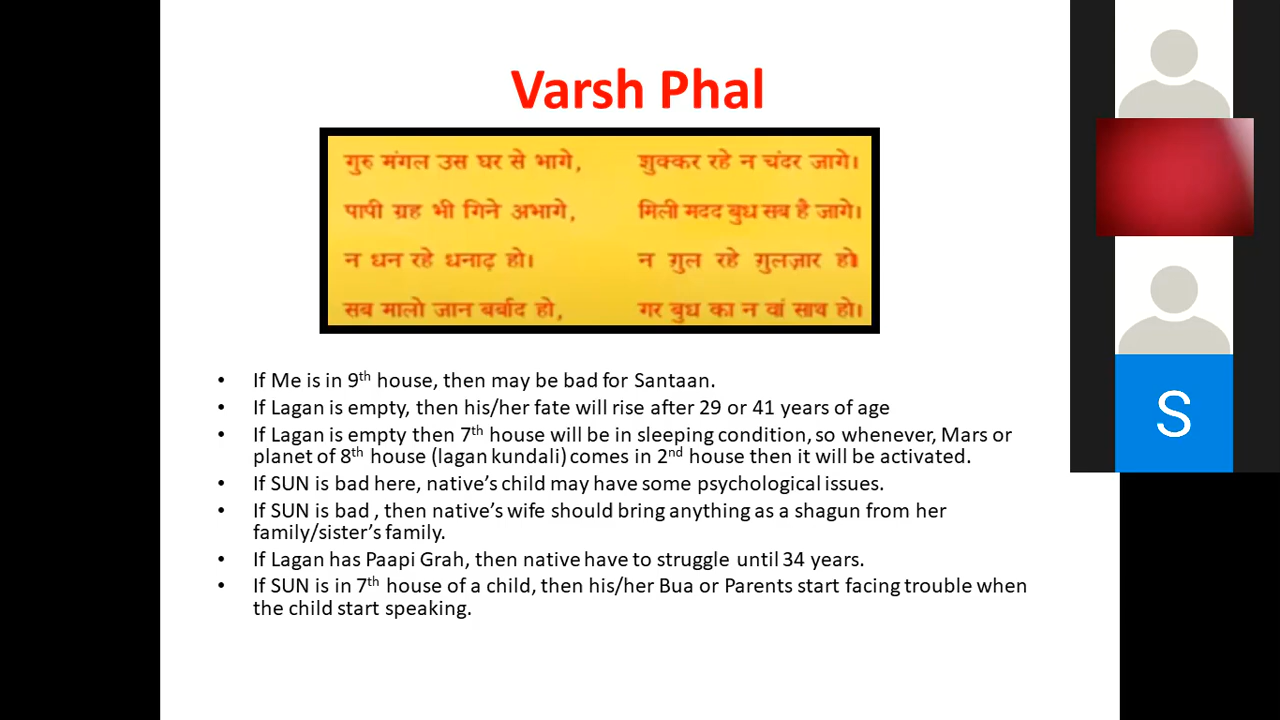 Varsh Phal
गुरु मंगल उस घर से भागे, शुक्कर रहे न चंदर जागे।
पापी ग्रह भी गिने अभागे, मिली मदद बुध सब है जागे।
न धन रहे धनाढ़ हो। न गुल रहे गुलज़ार हो
सब मालो जान बर्बाद हो, गर बुध का न वां साथ हो।
• If Me is in 9th house, then may be bad for Santaan.
• If Lagan is empty, then his/her fate will rise after 29 or 41 years of age
• If Lagan is empty then 7th house will be in sleeping condition, so whenever, Mars or
planet of 8th house (lagan kundali) comes in 2nd house then it will be activated.
• If SUN is bad here, native's child may have some psychological issues.
• If SUN is bad , then native's wife should bring anything as a shagun from her
family/sister's family.
• If Lagan has Paapi Grah, then native have to struggle until 34 years.
• If SUN is in 7th house of a child, then his/her Bua or Parents start facing trouble when
the child start speaking.
S